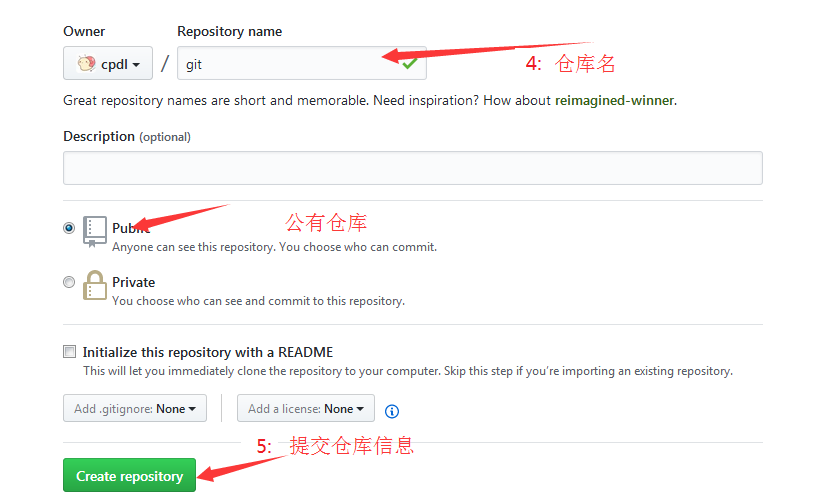 Owner Repository name
cpdl / git
4: 仓库名
Great repository names are short and memorable. Need inspiration? How about reimagined-winner.
Description (optional)
公有仓库
Public
Anyone can see this repository. You choose who can commit.
Private
You choose who can see and commit to this repository.
Initialize this repository with a README
This will let you immediately clone the repository to your computer. Skip this step if you're importing an existing repository.
Add .gitignore: None Add a license: None
5: 提交仓库信息
Create repository